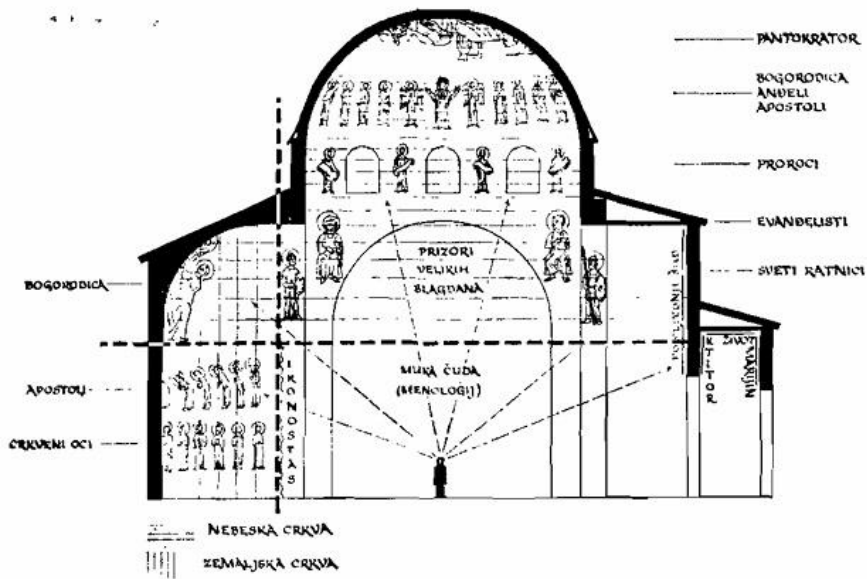 PANTOKRATOR
BOGORODICA
ANĐELI
APOSTOLI
PROROCI
EVANĐELISTI
SVETI RATNICI
BOGORODICA
APOSTOLI
CRKVENI OCI
PRIZORI
VELIKIH
BLAGDANA
MUKA ČUDA
(MENOLOGIJ)
IKONOSTAS
KTITOR
ŽIVOT
MARIJIN
NEBESKA CRKVA
ZEMALJSKA CRKVA